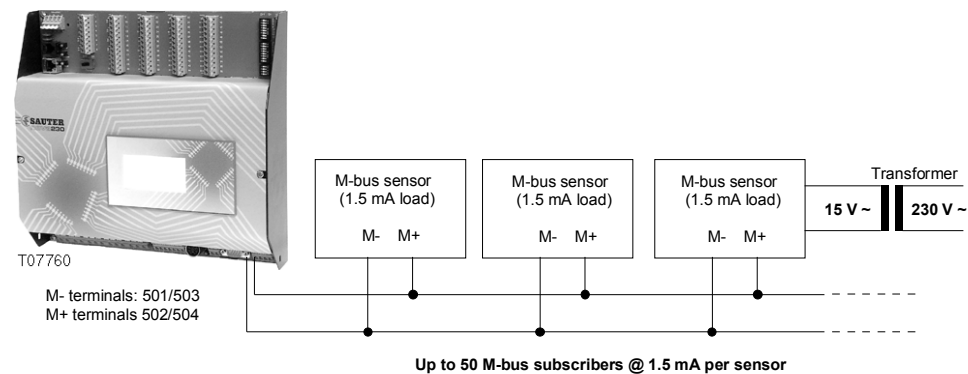 SAUTER
nova230
T07760
M- terminals: 501/503
M+ terminals 502/504
M-bus sensor
(1.5 mA load)
M- M+
M-bus sensor
(1.5 mA load)
M- M+
M-bus sensor
(1.5 mA load)
M- M+
Transformer
15 V ~
230 V ~
Up to 50 M-bus subscribers @ 1.5 mA per sensor